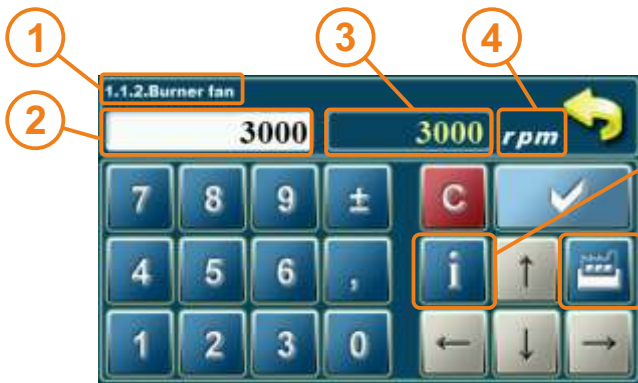 1 3 4
1.1.2.Burner fan
2 3000 3000 rpm
7 8 9 ± C
4 5 6 , i ↑
1 2 3 0 ← ↓ →